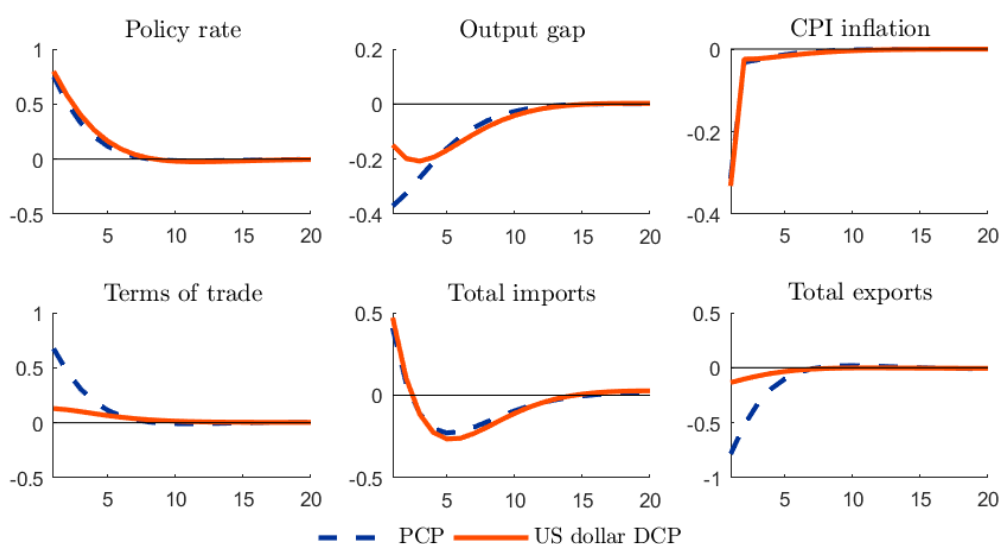 Policy rate
1
0.5
0
-0.5
5 10 15 20
Output gap
0.2
0
-0.2
-0.4
5 10 15 20
CPI inflation
0
-0.2
-0.4
5 10 15 20
Terms of trade
1
0.5
0
-0.5
5 10 15 20
Total imports
0.5
0
-0.5
5 10 15 20
Total exports
0.5
0
-0.5
-1
5 10 15 20
PCP US dollar DCP